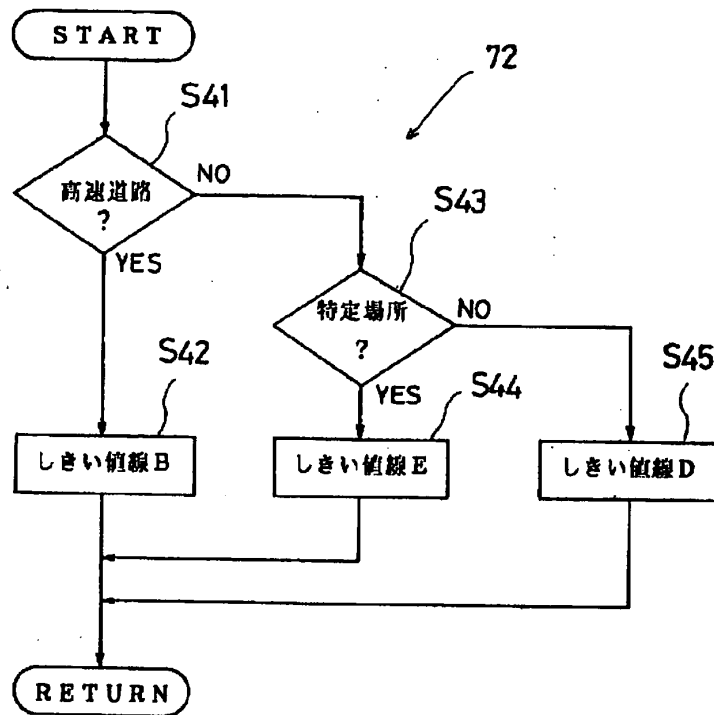 START
72
S41
高速道路
?
NO
YES
S43
特定場所
?
NO
YES
S42
しきい値線B
S44
しきい値線E
S45
しきい値線D
RETURN